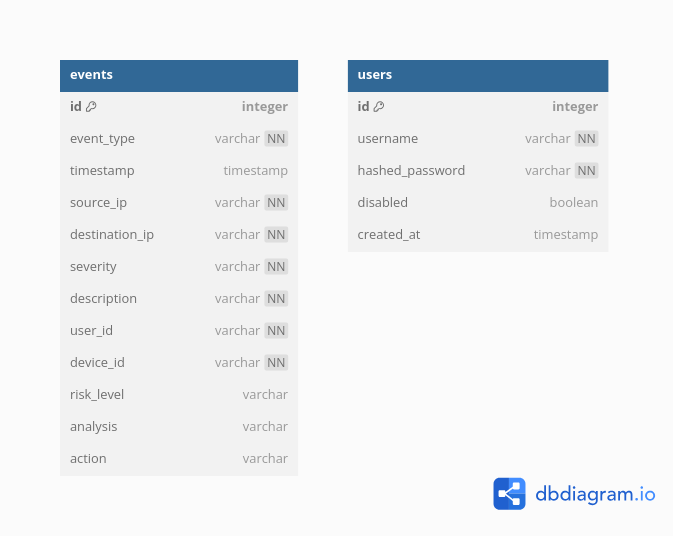 events
id integer
event_type varchar NN
timestamp timestamp
source_ip varchar NN
destination_ip varchar NN
severity varchar NN
description varchar NN
user_id varchar NN
device_id varchar NN
risk_level varchar
analysis varchar
action varchar
users
id integer
username varchar NN
hashed_password varchar NN
disabled boolean
created_at timestamp
dbdiagram.io